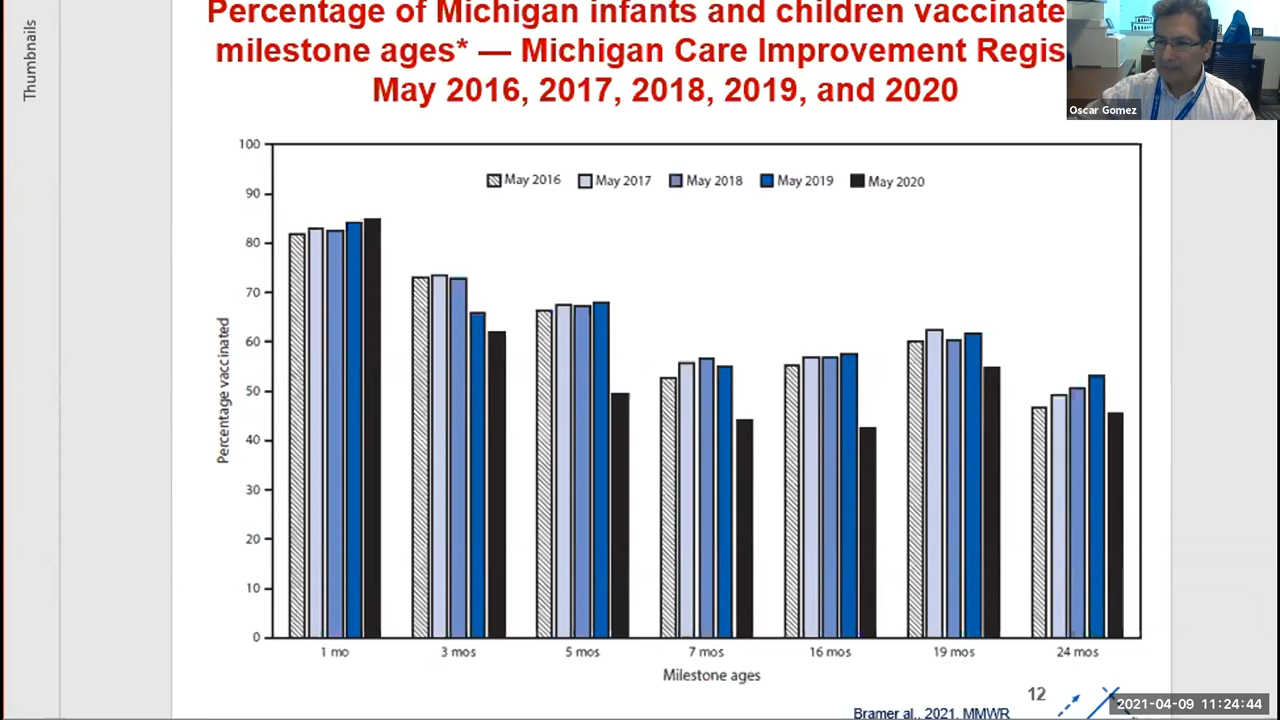 Thumbnails
Percentage of Michigan infants and children vaccinate
milestone ages* — Michigan Care Improvement Regis
May 2016, 2017, 2018, 2019, and 2020
Oscar Gomez
May 2016 May 2017 May 2018 May 2019 May 2020
100
90
80
70
60
50
40
30
20
10
0
Percentage vaccinated
1 mo 3 mos 5 mos 7 mos 16 mos 19 mos 24 mos
Milestone ages
12
2021-04-09 11:24:44
Bramer al., 2021, MMWR